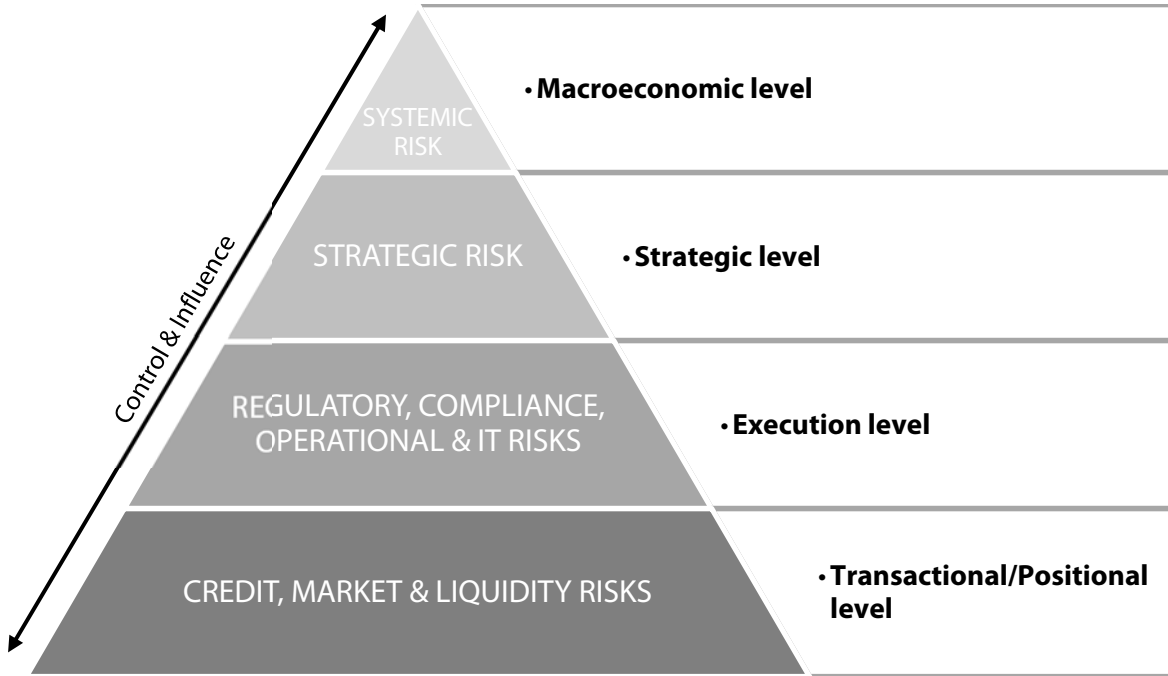 SYSTEMIC
RISK
• Macroeconomic level
STRATEGIC RISK
• Strategic level
Control & Influence
REGULATORY, COMPLIANCE,
OPERATIONAL & IT RISKS
• Execution level
CREDIT, MARKET & LIQUIDITY RISKS
• Transactional/Positional
level